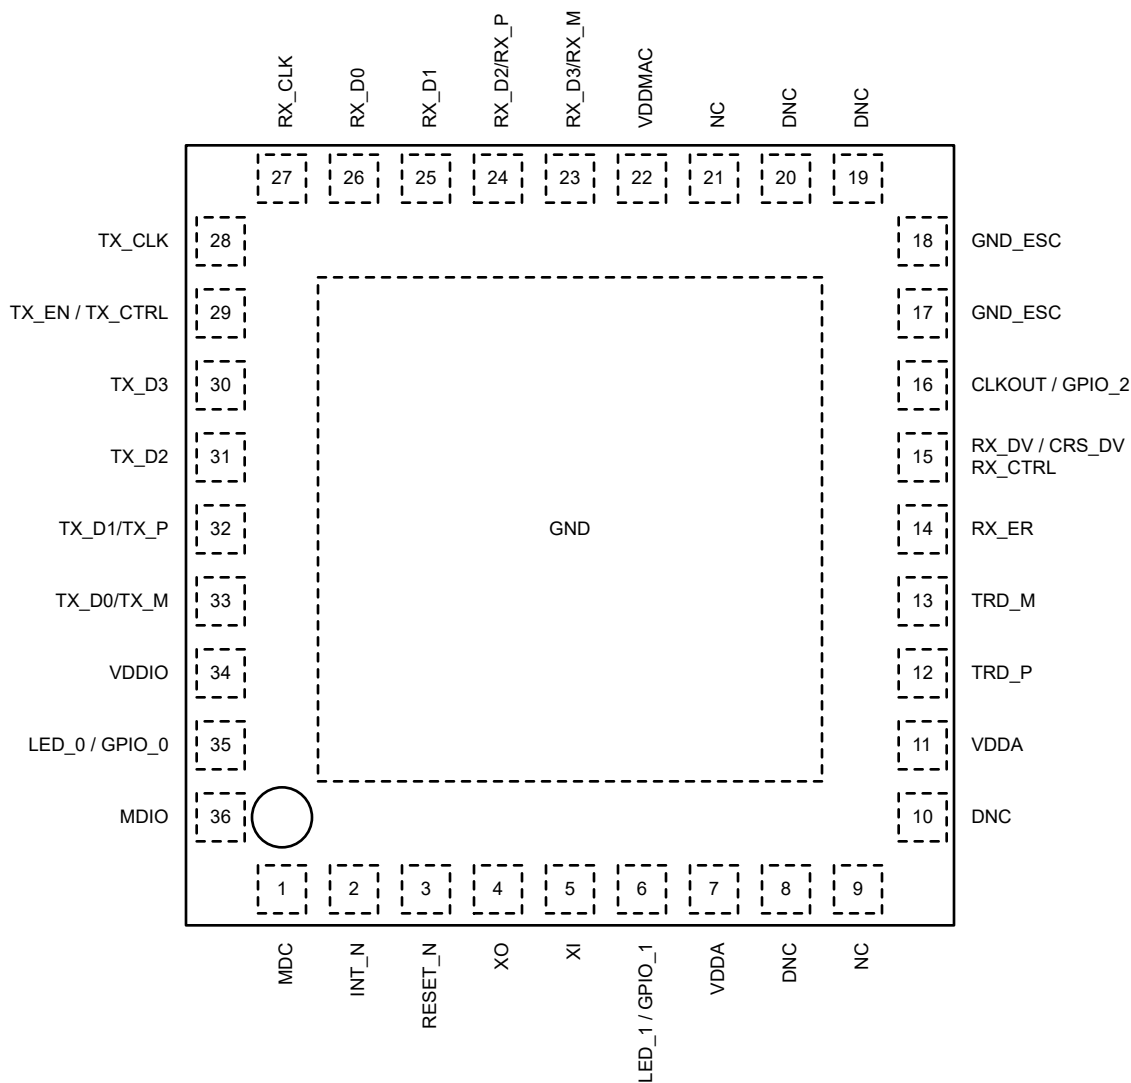 RX_CLK
RX_D0
RX_D1
RX_D2/RX_P
RX_D3/RX_M
VDDMAC
NC
DNC
DNC
27
26
25
24
23
22
21
20
19
TX_CLK
28
18
GND_ESC
TX_EN / TX_CTRL
29
17
GND_ESC
TX_D3
30
16
CLKOUT / GPIO_2
TX_D2
31
15
RX_DV / CRS_DV
RX_CTRL
TX_D1/TX_P
32
GND
14
RX_ER
TX_D0/TX_M
33
13
TRD_M
VDDIO
34
12
TRD_P
LED_0 / GPIO_0
35
11
VDDA
MDIO
36
10
DNC
1
2
3
4
5
6
7
8
9
MDC
INT_N
RESET_N
XO
XI
LED_1 / GPIO_1
VDDA
DNC
NC